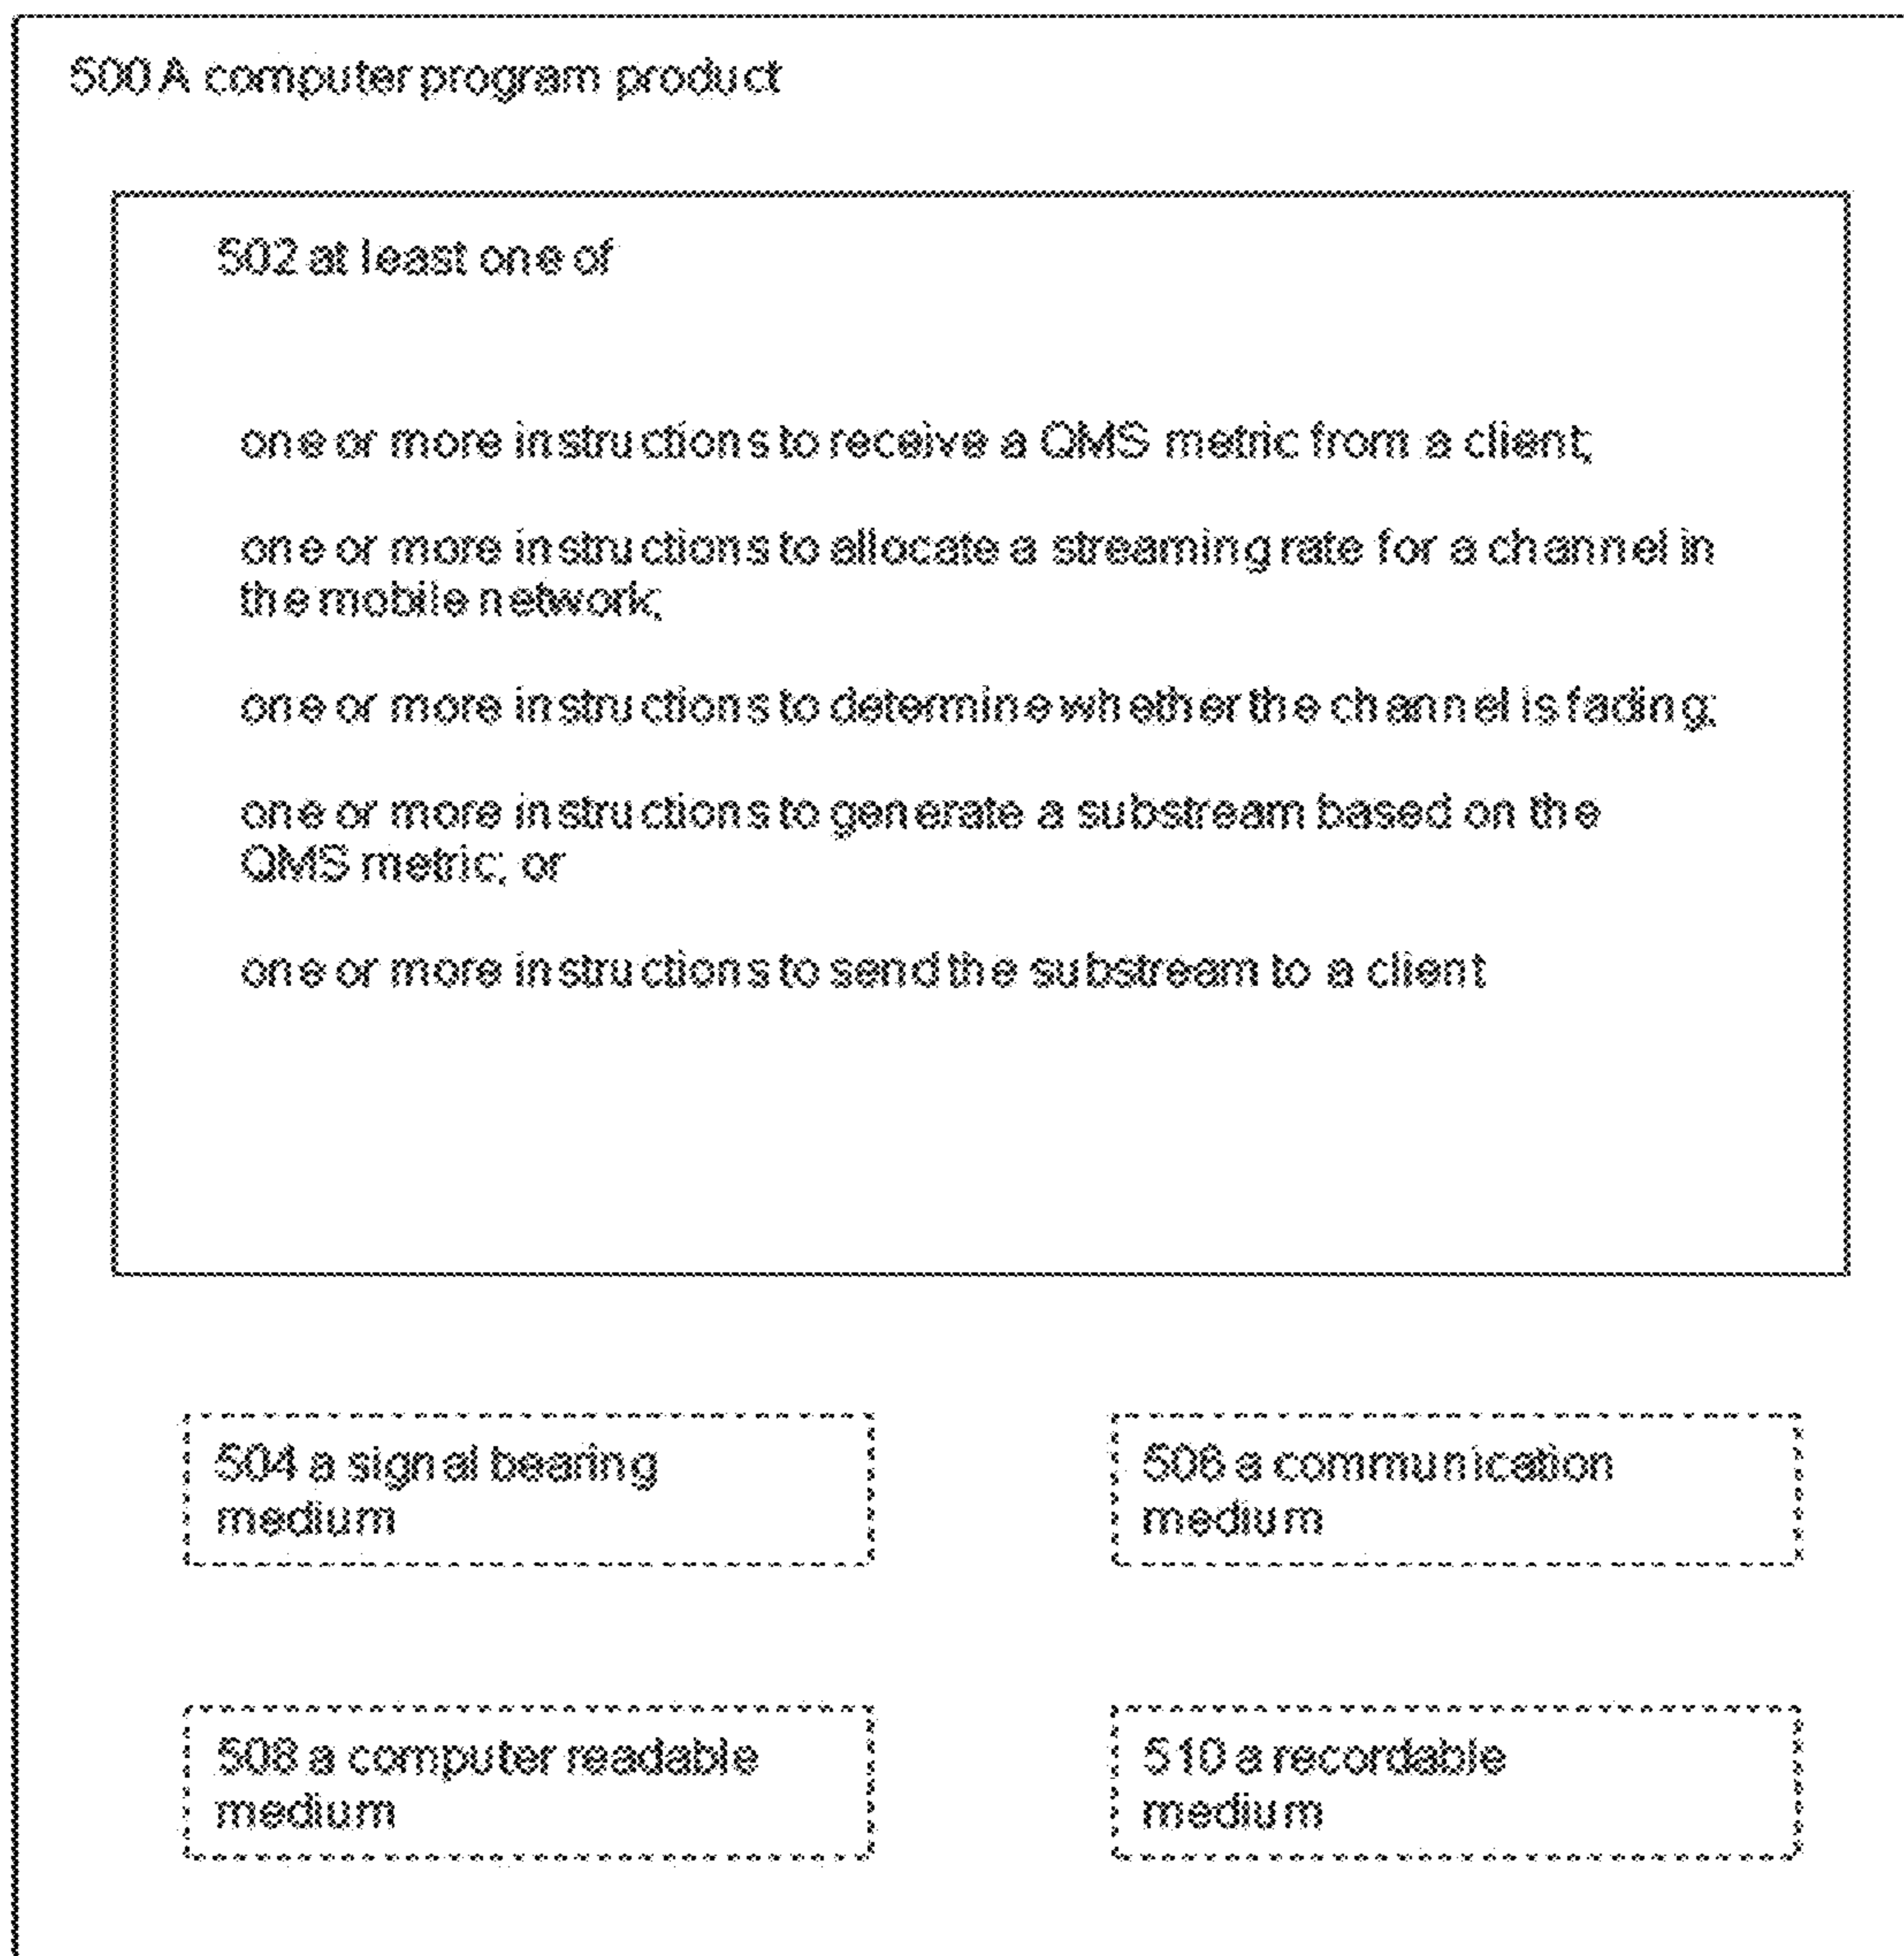 500 A computer program product
502 at least one of
one or more instructions to receive a QMS metric from a client;
one or more instructions to allocate a streaming rate for a channel in
the mobile network;
one or more instructions to determine whether the channel is fading;
one or more instructions to generate a substream based on the
QMS metric; or
one or more instructions to send the substream to a client
504 a signal bearing
medium
506 a communication
medium
508 a computer readable
medium
510 a recordable
medium